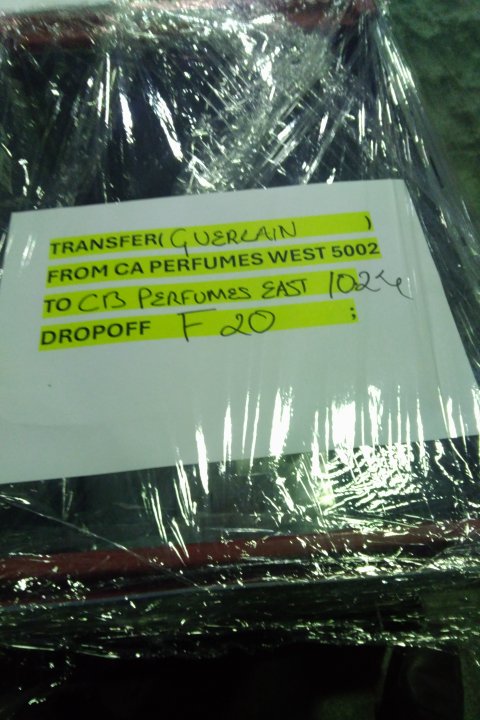 TRANSFER( GUERLAIN )
FROM CA PERFUMES WEST 5002
TO CB PERFUMES EAST 1024
DROPOFF F 20 ;